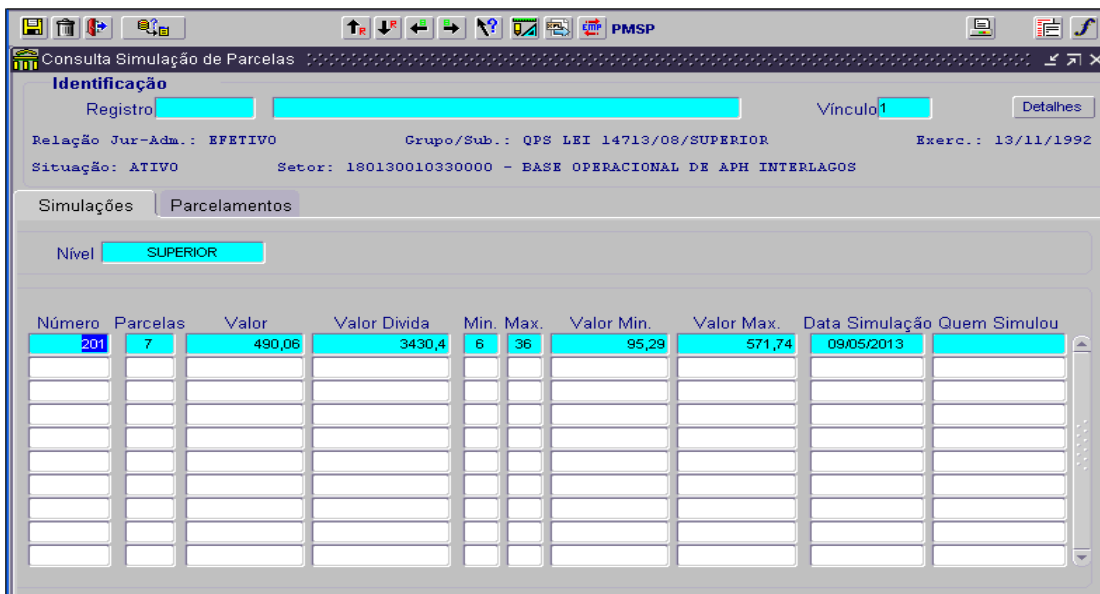 PMSP
Consulta Simulação de Parcelas
Identificação
Registro Vínculo 1 Detalhes
Relação Jur-Adm.: EFETIVO Grupo/Sub.: QPS LEI 14713/08/SUPERIOR Exerc.: 13/11/1992
Situação: ATIVO Setor: 180130010330000 - BASE OPERACIONAL DE APH INTERLAGOS
Simulações Parcelamentos
Nível SUPERIOR
Número Parcelas Valor Valor Divida Min. Max. Valor Min. Valor Max. Data Simulação Quem Simulou
201 7 490,06 3430,4 6 36 95,29 571,74 09/05/2013